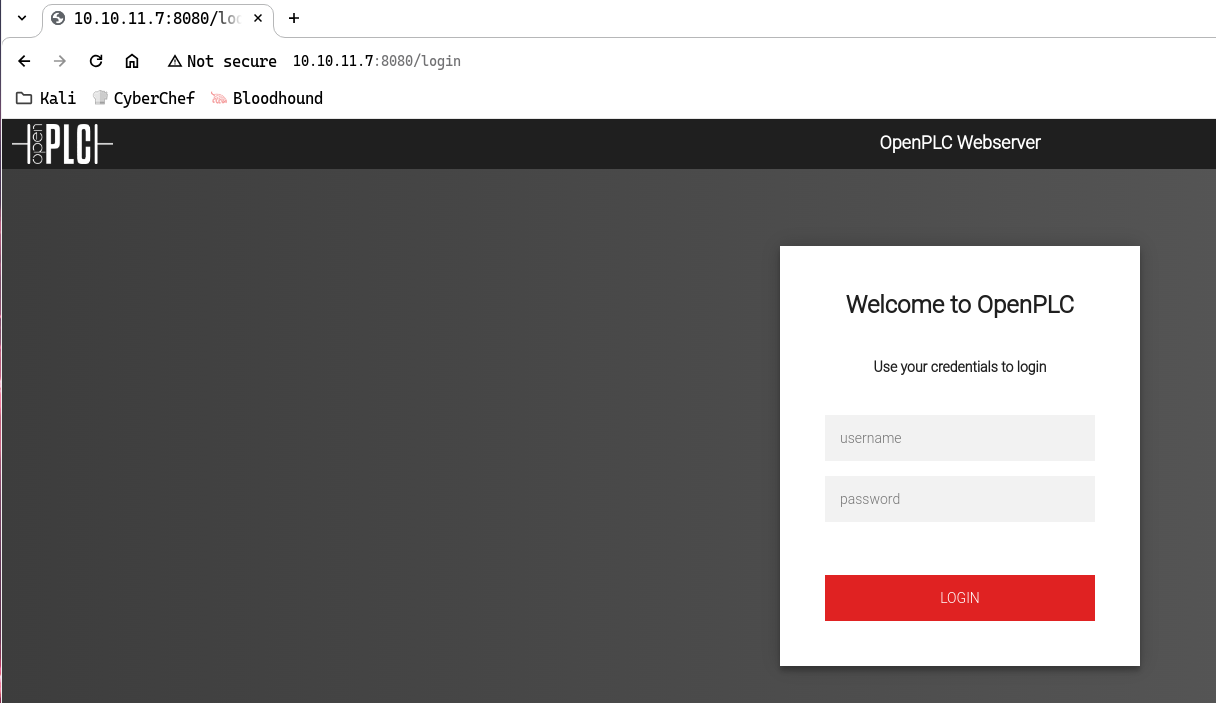 10.10.11.7:8080/lo
Not secure 10.10.11.7:8080/login
Kali CyberChef Bloodhound
open PLC OpenPLC Webserver
Welcome to OpenPLC
Use your credentials to login
username
password
LOGIN